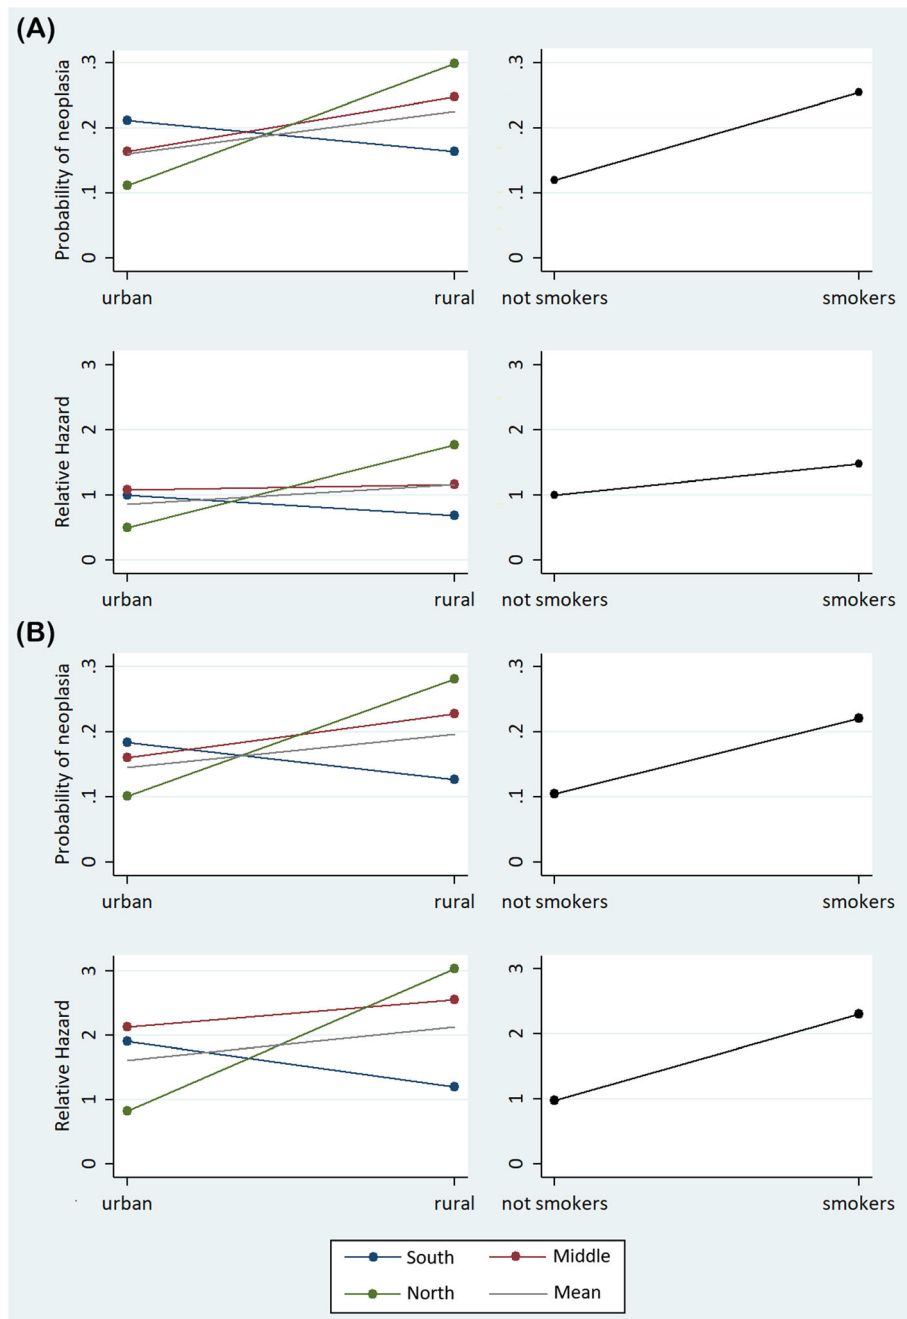 (A)
Probability of neoplasia
.3
.2
.1
0
urban
rural
.3
.2
.1
0
not smokers
smokers
Relative Hazard
3
2
1
0
urban
rural
3
2
1
0
not smokers
smokers
(B)
Probability of neoplasia
.3
.2
.1
0
urban
rural
.3
.2
.1
0
not smokers
smokers
Relative Hazard
3
2
1
0
urban
rural
3
2
1
0
not smokers
smokers
South
Middle
North
Mean